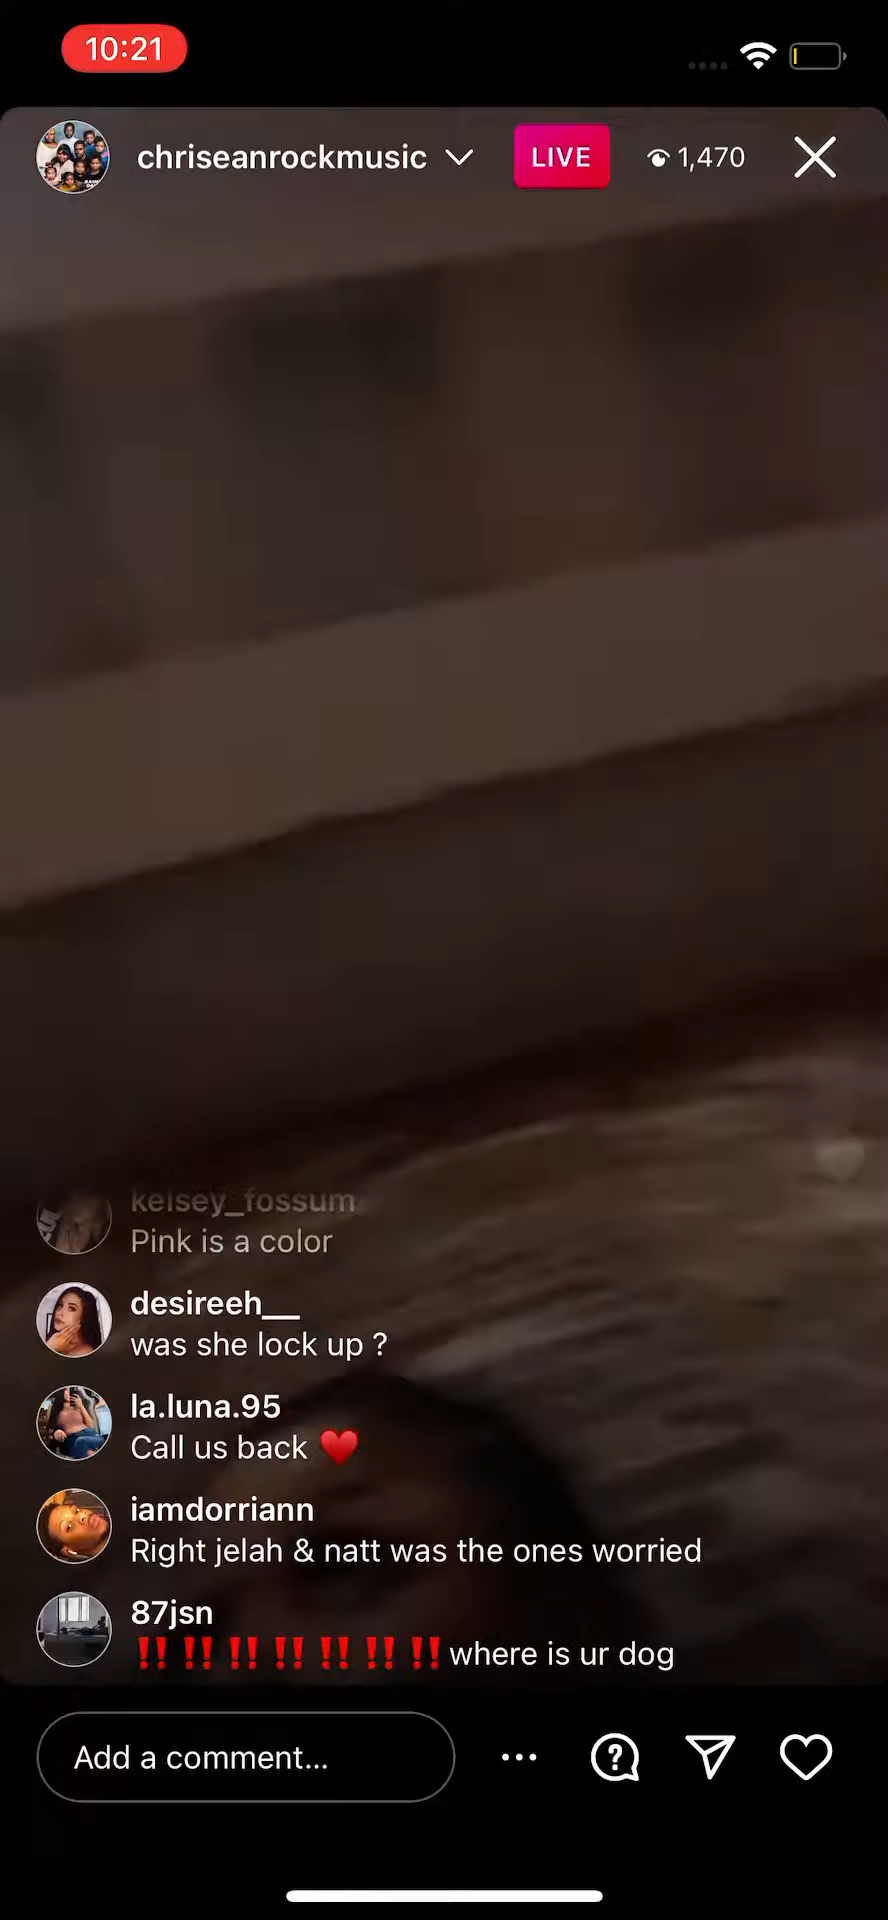 10:21
chriseanrockmusic
LIVE
1,470
kelsey_fossum
Pink is a color
desireeh__
was she lock up ?
la.luna.95
Call us back ❤️
iamdorriann
Right jelah & natt was the ones worried
87jsn
‼️‼️‼️‼️‼️‼️‼️where is ur dog
Add a comment...